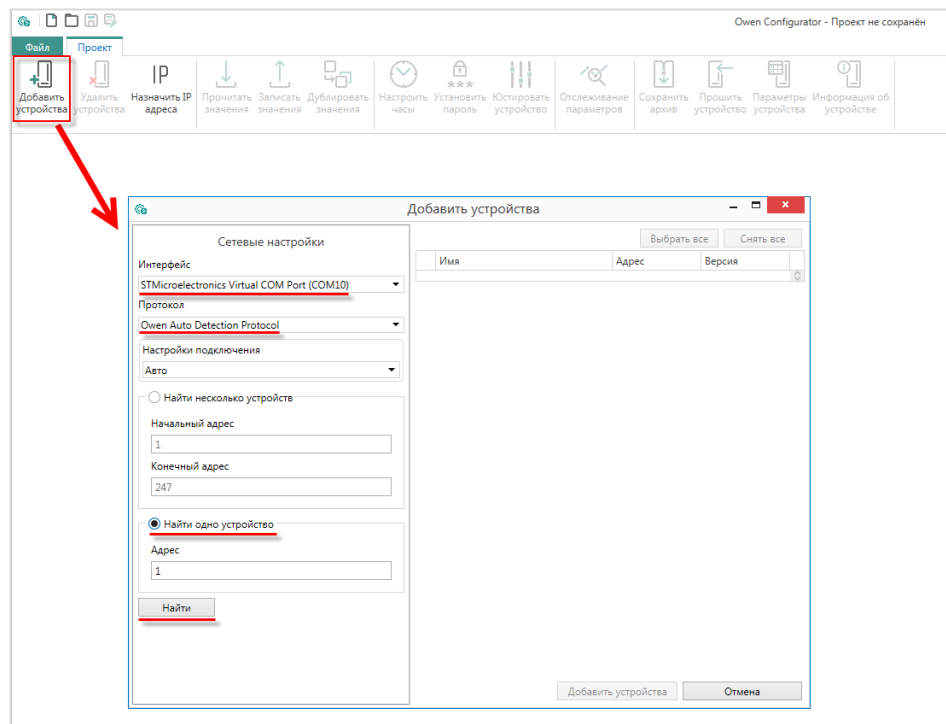 Owen Configurator - Проект не сохранён
Файл Проект
Добавить устройства
Удалить устройства
Назначить IP адреса
Прочитать значения
Записать значения
Дублировать значения
Настроить часы
Установить пароль
Юстировать устройство
Отслеживание параметров
Сохранить архив
Прошить устройство
Параметры устройства
Информация об устройстве
IP
Добавить устройства
Сетевые настройки
Интерфейс
STMicroelectronics Virtual COM Port (COM10)
Протокол
Owen Auto Detection Protocol
Настройки подключения
Авто
Найти несколько устройств
Начальный адрес
1
Конечный адрес
247
Найти одно устройство
Адрес
1
Найти
Выбрать все Снять все
Имя Адрес Версия
Добавить устройства Отмена